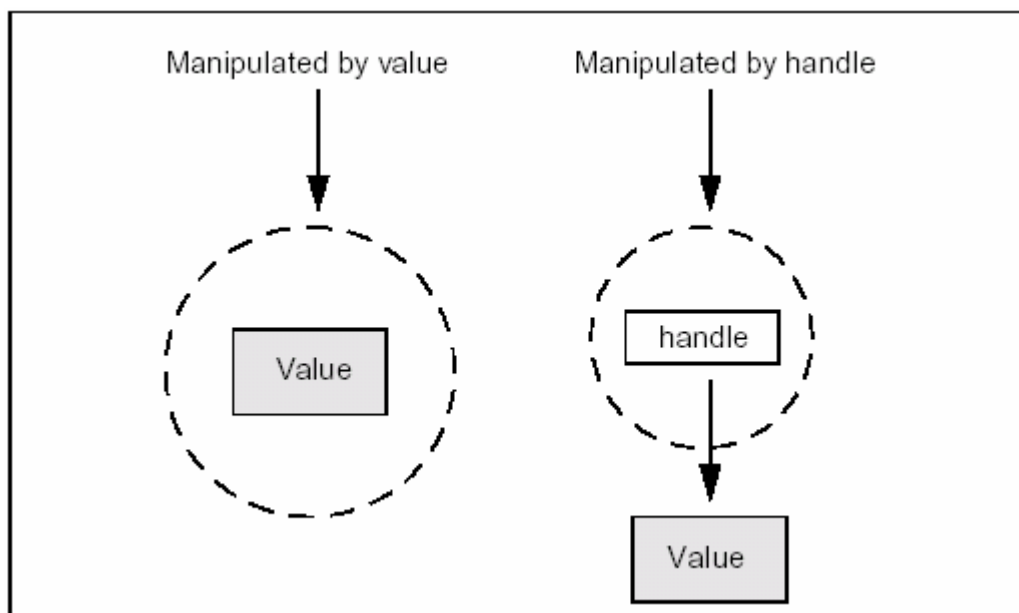 Manipulated by value
Manipulated by handle
Value
handle
Value